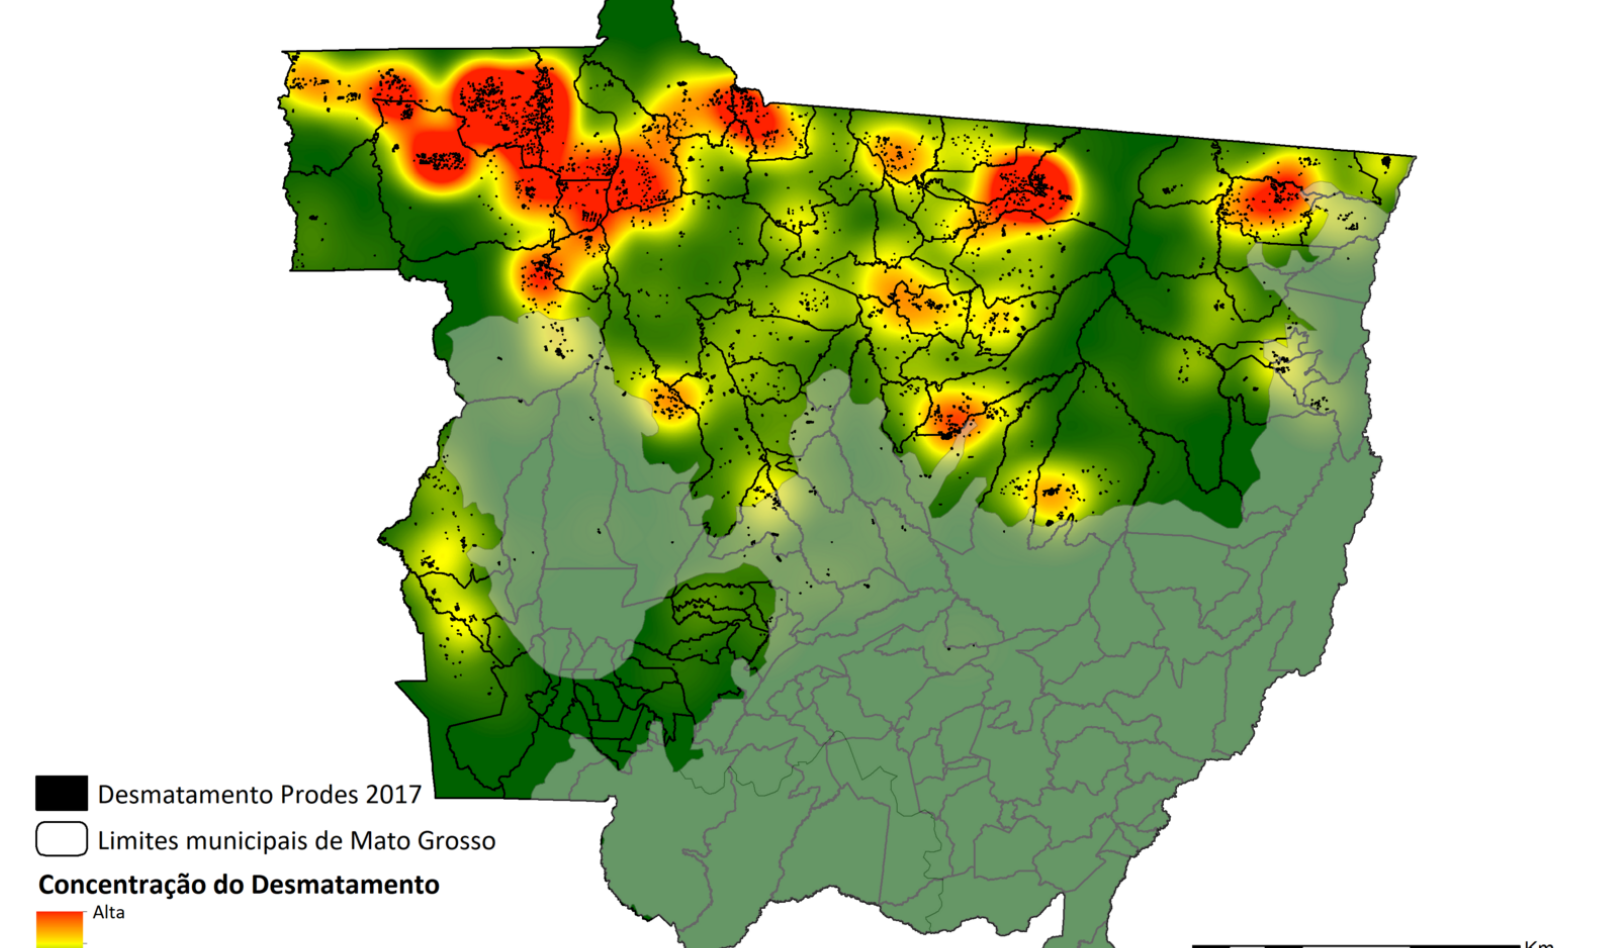 Desmatamento Prodes 2017
Limites municipais de Mato Grosso
Concentração do Desmatamento
Alta
Km